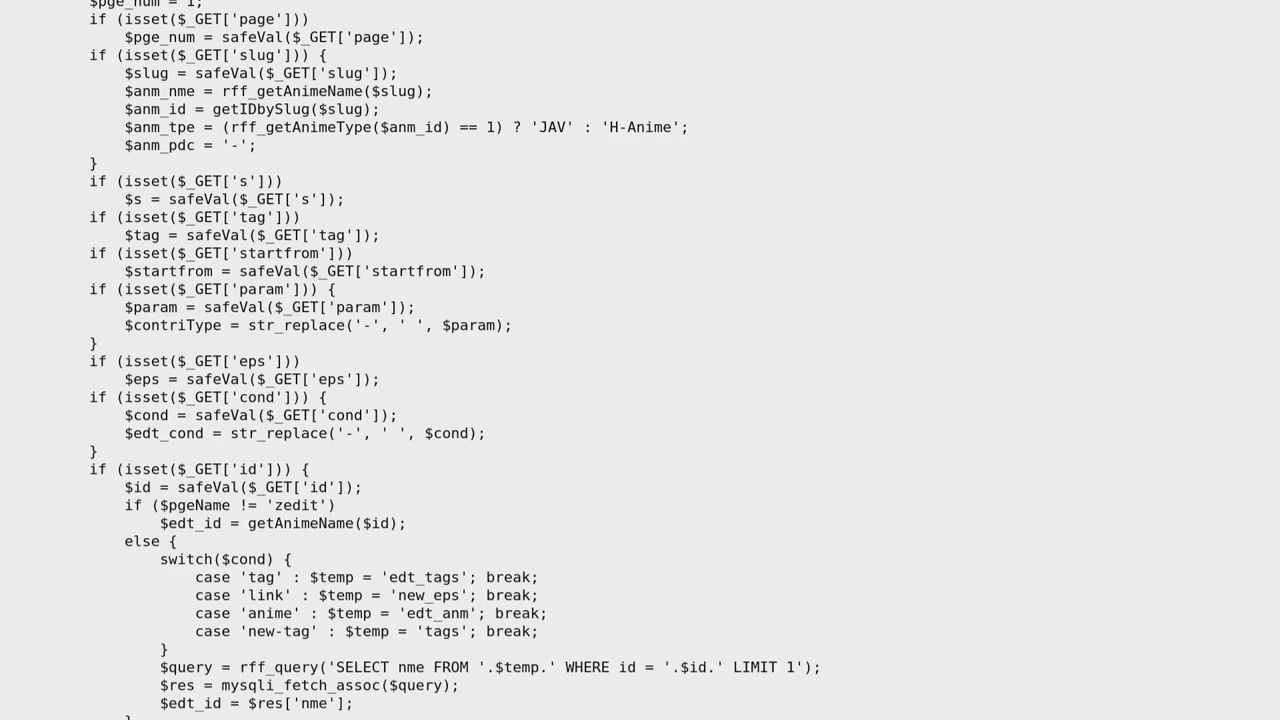 $pge_num = 1;
if (isset($_GET['page']))
$pge_num = safeVal($_GET['page']);
if (isset($_GET['slug'])) {
$slug = safeVal($_GET['slug']);
$anm_nme = rff_getAnimeName($slug);
$anm_id = getIDbySlug($slug);
$anm_tpe = (rff_getAnimeType($anm_id) == 1) ? 'JAV' : 'H-Anime';
$anm_pdc = '-';
}
if (isset($_GET['s']))
$s = safeVal($_GET['s']);
if (isset($_GET['tag']))
$tag = safeVal($_GET['tag']);
if (isset($_GET['startfrom']))
$startfrom = safeVal($_GET['startfrom']);
if (isset($_GET['param'])) {
$param = safeVal($_GET['param']);
$contriType = str_replace('-', ' ', $param);
}
if (isset($_GET['eps']))
$eps = safeVal($_GET['eps']);
if (isset($_GET['cond'])) {
$cond = safeVal($_GET['cond']);
$edt_cond = str_replace('-', ' ', $cond);
}
if (isset($_GET['id'])) {
$id = safeVal($_GET['id']);
if ($pgeName != 'zedit')
$edt_id = getAnimeName($id);
else {
switch($cond) {
case 'tag' : $temp = 'edt_tags'; break;
case 'link' : $temp = 'new_eps'; break;
case 'anime' : $temp = 'edt_anm'; break;
case 'new-tag' : $temp = 'tags'; break;
}
$query = rff_query('SELECT nme FROM '.$temp.' WHERE id = '.$id.' LIMIT 1');
$res = mysqli_fetch_assoc($query);
$edt_id = $res['nme'];
}